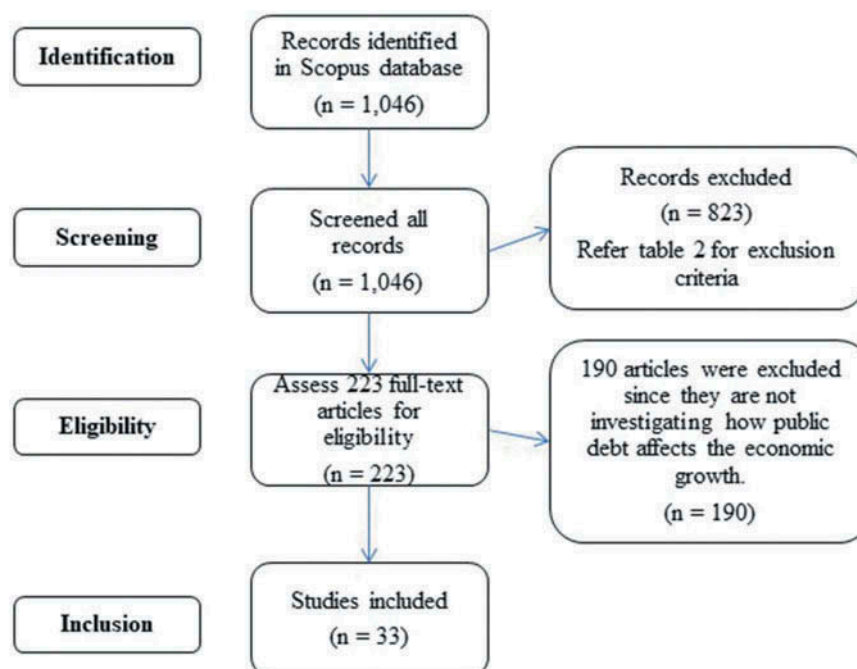 Identification
Records identified
in Scopus database
(n = 1,046)
Screening
Screened all
records
(n = 1,046)
Records excluded
(n = 823)
Refer table 2 for exclusion
criteria
Eligibility
Assess 223 full-text
articles for
eligibility
(n = 223)
190 articles were excluded
since they are not
investigating how public
debt affects the economic
growth.
(n = 190)
Inclusion
Studies included
(n = 33)